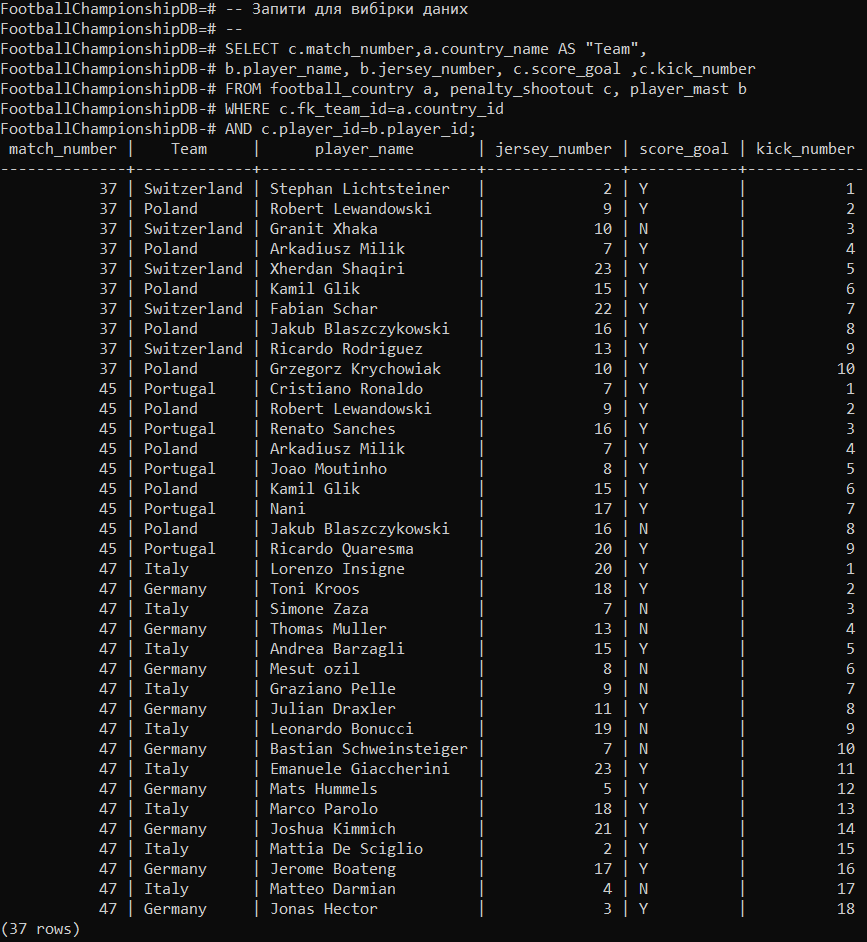 FootballChampionshipDB=# -- Запити для вибірки даних
FootballChampionshipDB=# --
FootballChampionshipDB=# SELECT c.match_number,a.country_name AS "Team",
FootballChampionshipDB-# b.player_name, b.jersey_number, c.score_goal ,c.kick_number
FootballChampionshipDB-# FROM football_country a, penalty_shootout c, player_mast b
FootballChampionshipDB-# WHERE c.fk_team_id=a.country_id
FootballChampionshipDB-# AND c.player_id=b.player_id;
 match_number |    Team     |      player_name       | jersey_number | score_goal | kick_number
--------------+-------------+------------------------+---------------+------------+-------------
           37 | Switzerland | Stephan Lichtsteiner   |             2 | Y          |           1
           37 | Poland      | Robert Lewandowski     |             9 | Y          |           2
           37 | Switzerland | Granit Xhaka           |            10 | N          |           3
           37 | Poland      | Arkadiusz Milik        |             7 | Y          |           4
           37 | Switzerland | Xherdan Shaqiri        |            23 | Y          |           5
           37 | Poland      | Kamil Glik             |            15 | Y          |           6
           37 | Switzerland | Fabian Schar           |            22 | Y          |           7
           37 | Poland      | Jakub Blaszczykowski   |            16 | Y          |           8
           37 | Switzerland | Ricardo Rodriguez      |            13 | Y          |           9
           37 | Poland      | Grzegorz Krychowiak    |            10 | Y          |          10
           45 | Portugal    | Cristiano Ronaldo      |             7 | Y          |           1
           45 | Poland      | Robert Lewandowski     |             9 | Y          |           2
           45 | Portugal    | Renato Sanches         |            16 | Y          |           3
           45 | Poland      | Arkadiusz Milik        |             7 | Y          |           4
           45 | Portugal    | Joao Moutinho          |             8 | Y          |           5
           45 | Poland      | Kamil Glik             |            15 | Y          |           6
           45 | Portugal    | Nani                   |            17 | Y          |           7
           45 | Poland      | Jakub Blaszczykowski   |            16 | N          |           8
           45 | Portugal    | Ricardo Quaresma       |            20 | Y          |           9
           47 | Italy       | Lorenzo Insigne        |            20 | Y          |           1
           47 | Germany     | Toni Kroos             |            18 | Y          |           2
           47 | Italy       | Simone Zaza            |             7 | N          |           3
           47 | Germany     | Thomas Muller          |            13 | N          |           4
           47 | Italy       | Andrea Barzagli        |            15 | Y          |           5
           47 | Germany     | Mesut ozil             |             8 | N          |           6
           47 | Italy       | Graziano Pelle         |             9 | N          |           7
           47 | Germany     | Julian Draxler         |            11 | Y          |           8
           47 | Italy       | Leonardo Bonucci       |            19 | N          |           9
           47 | Germany     | Bastian Schweinsteiger |             7 | N          |          10
           47 | Italy       | Emanuele Giaccherini   |            23 | Y          |          11
           47 | Germany     | Mats Hummels           |             5 | Y          |          12
           47 | Italy       | Marco Parolo           |            18 | Y          |          13
           47 | Germany     | Joshua Kimmich         |            21 | Y          |          14
           47 | Italy       | Mattia De Sciglio      |             2 | Y          |          15
           47 | Germany     | Jerome Boateng         |            17 | Y          |          16
           47 | Italy       | Matteo Darmian         |             4 | N          |          17
           47 | Germany     | Jonas Hector           |             3 | Y          |          18
(37 rows)